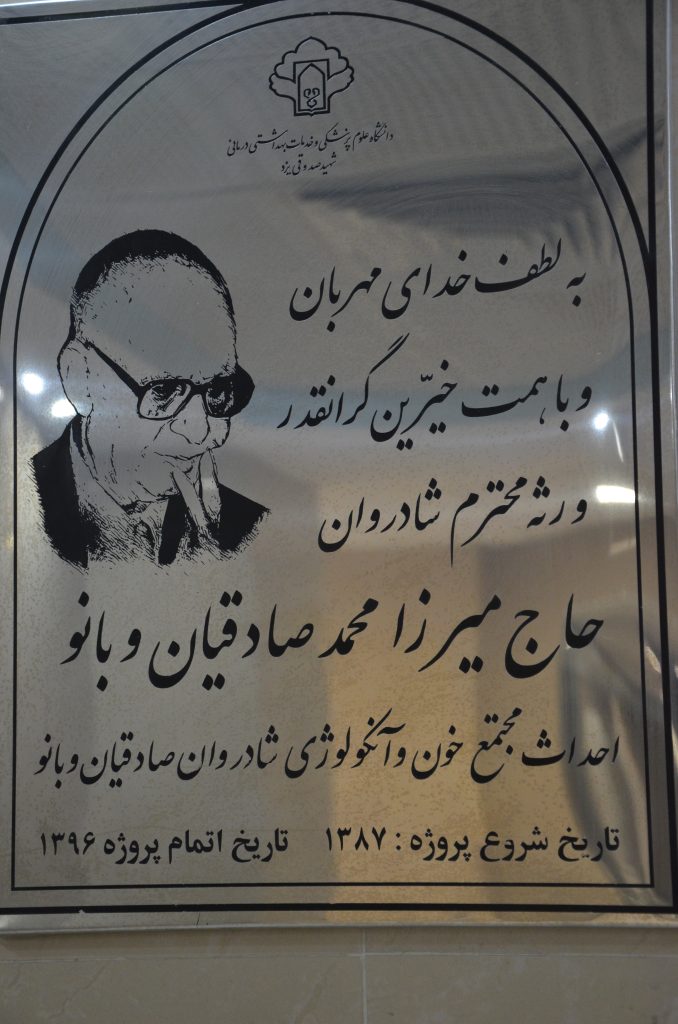 دانشگاه علوم پزشکی و خدمات بهداشتی درمانی
شهید صدوقی یزد
به لطف خدای مهربان
و با همت خیّرین گرانقدر
ورثه محترم شادروان
حاج میرزا محمد صادقیان و بانو
احداث مجتمع خون و آنکولوژی شادروان صادقیان و بانو
تاریخ شروع پروژه : ۱۳۸۷ تاریخ اتمام پروژه ۱۳۹۶